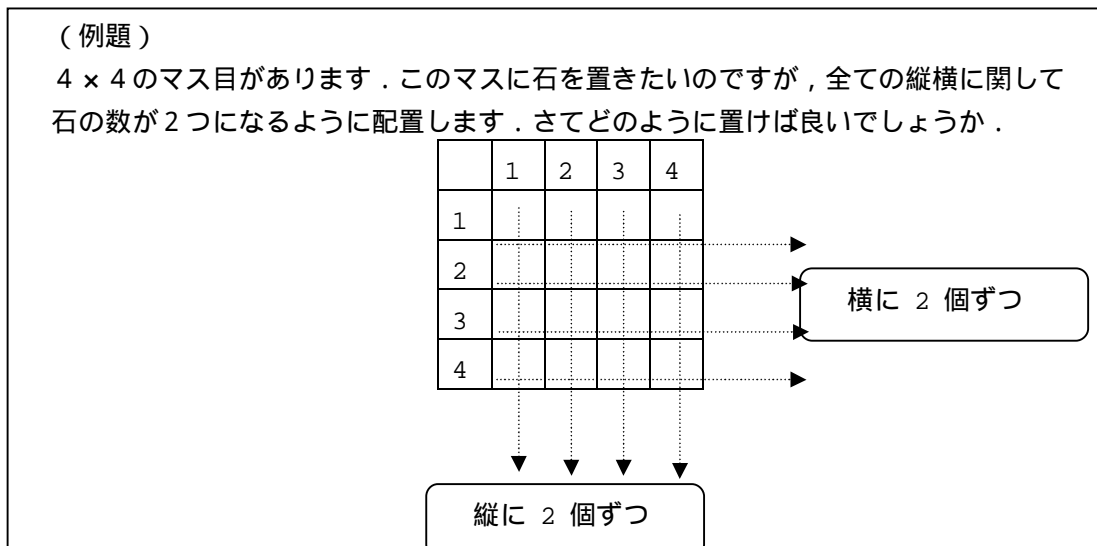 (例題)
4×4のマス目があります.このマスに石を置きたいのですが,全ての縦横に関して
石の数が2つになるように配置します.さてどのように置けば良いでしょうか.
1 2 3 4
1
2
3
4
横に 2 個ずつ
縦に 2 個ずつ